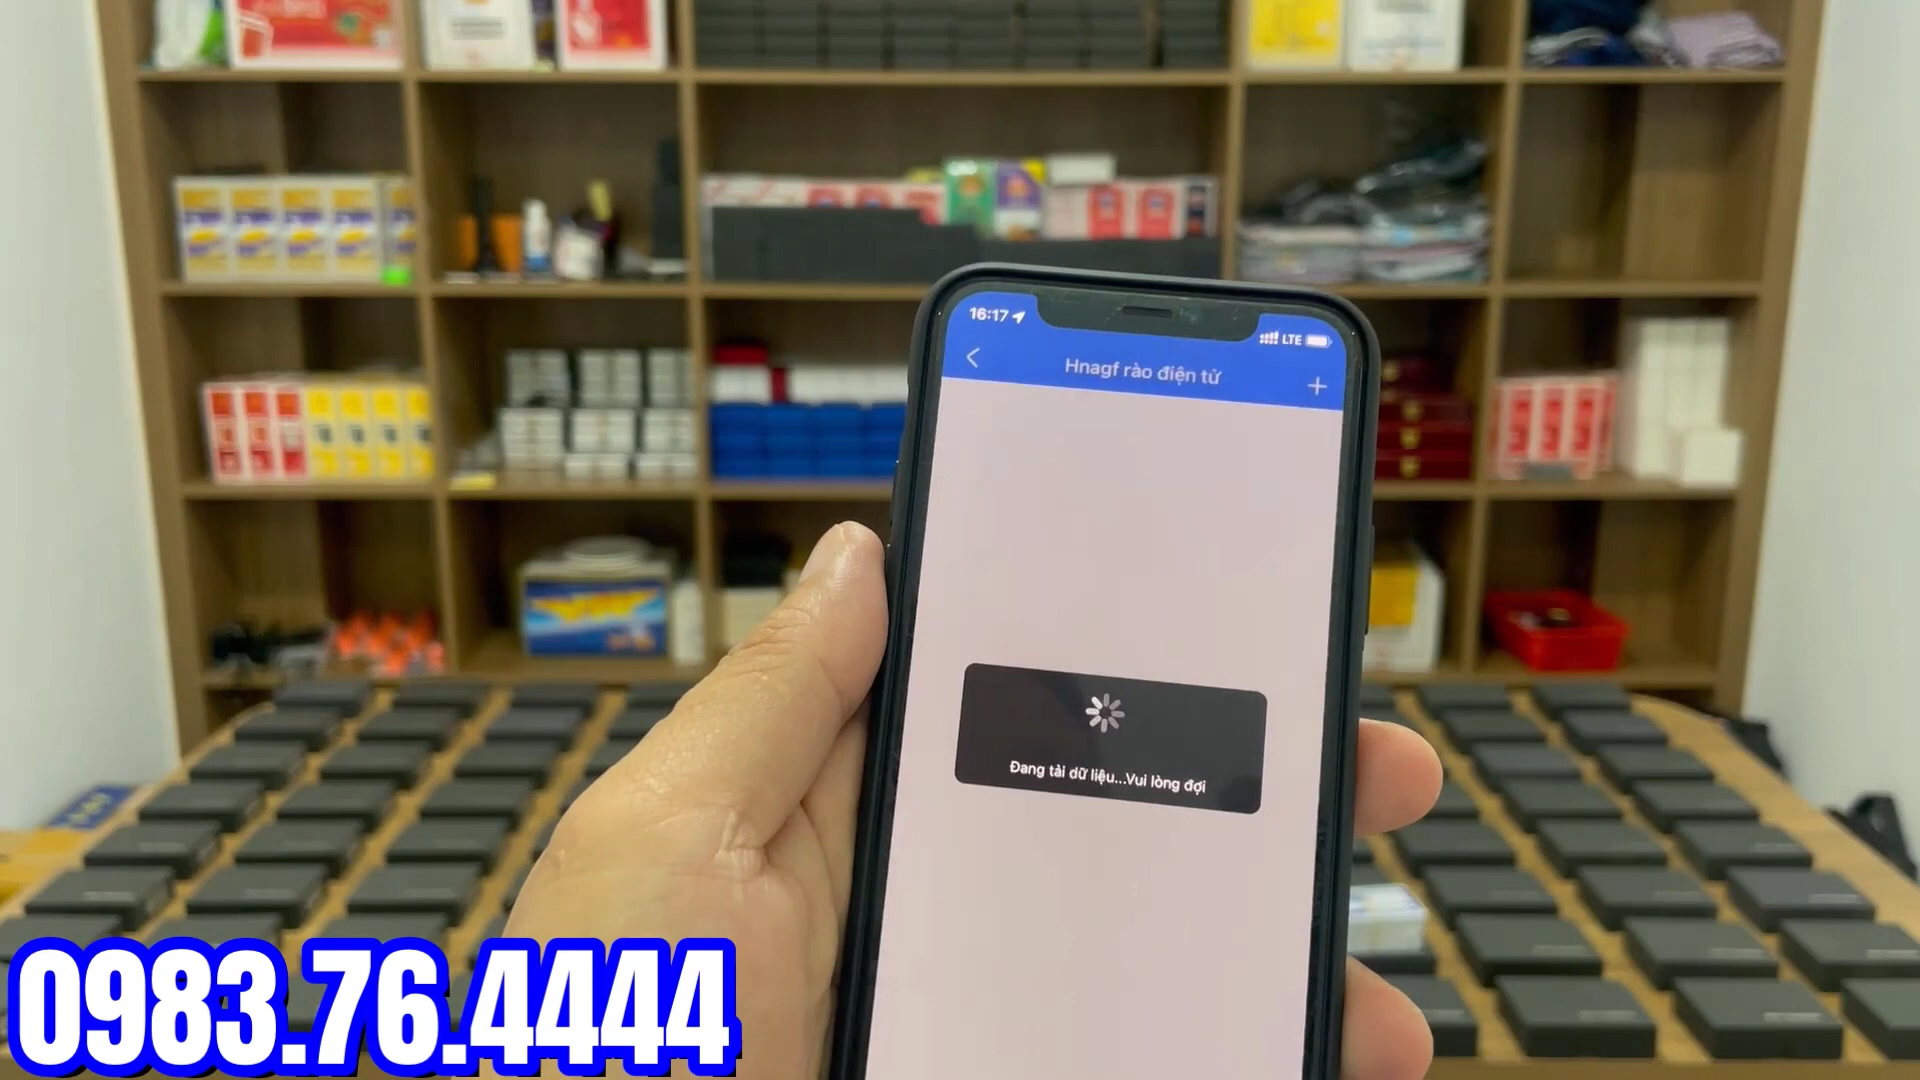 16:17
LTE
Hnagf rào điện tử
Đang tải dữ liệu...Vui lòng đợi
0983.76.4444